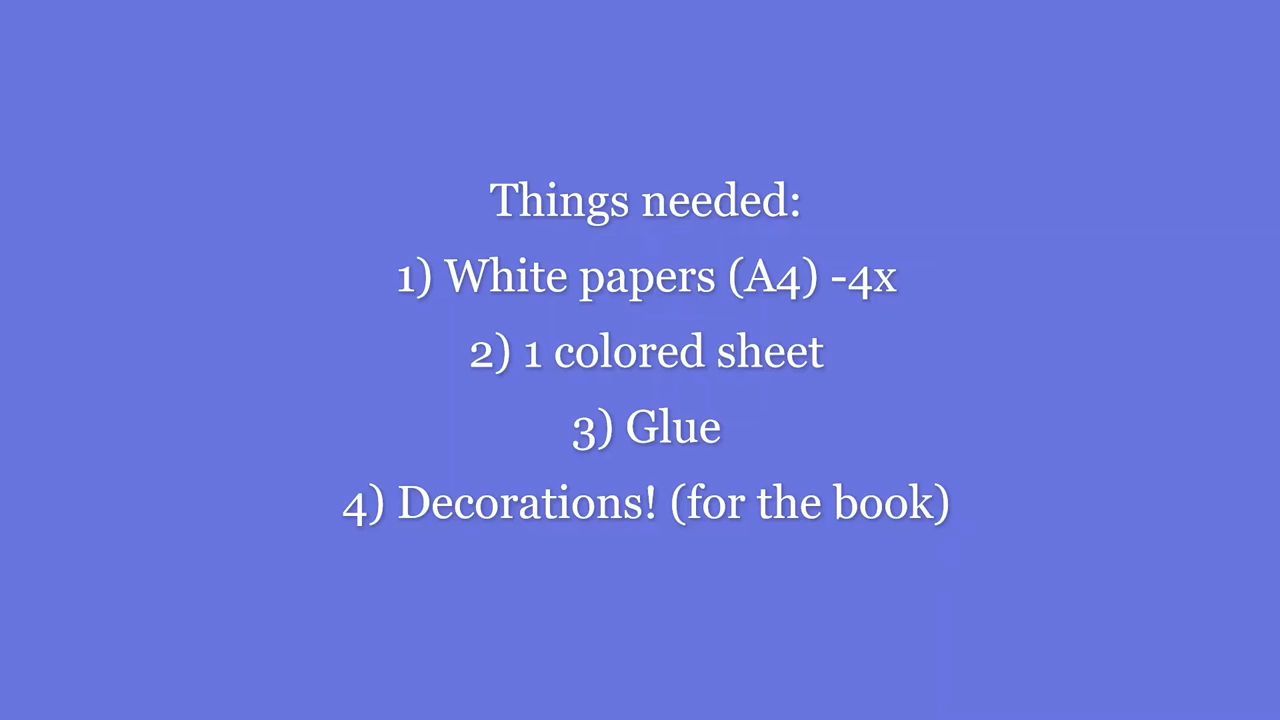 Things needed:
1) White papers (A4) -4x
2) 1 colored sheet
3) Glue
4) Decorations! (for the book)